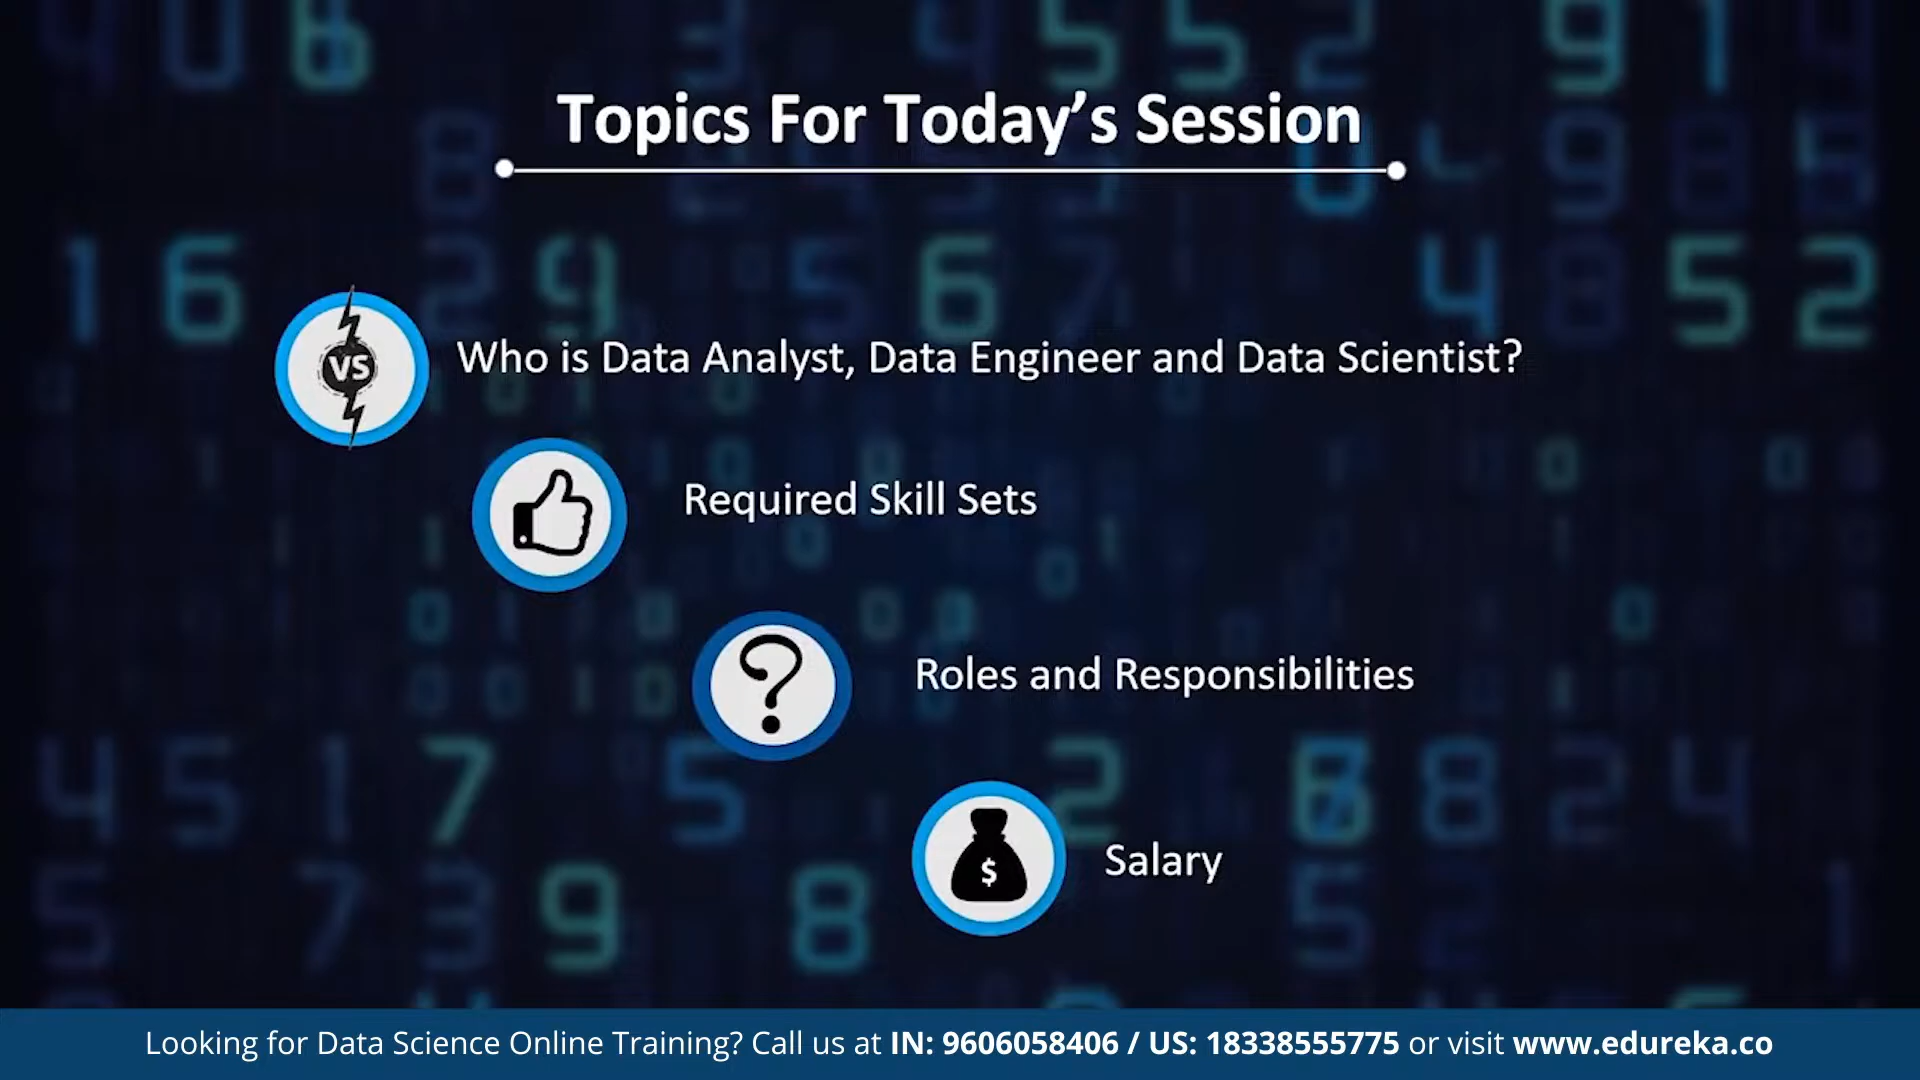 Topics For Today’s Session
VS
Who is Data Analyst, Data Engineer and Data Scientist?
Required Skill Sets
?
Roles and Responsibilities
$
Salary
Looking for Data Science Online Training? Call us at IN: 9606058406 / US: 18338555775 or visit www.edureka.co